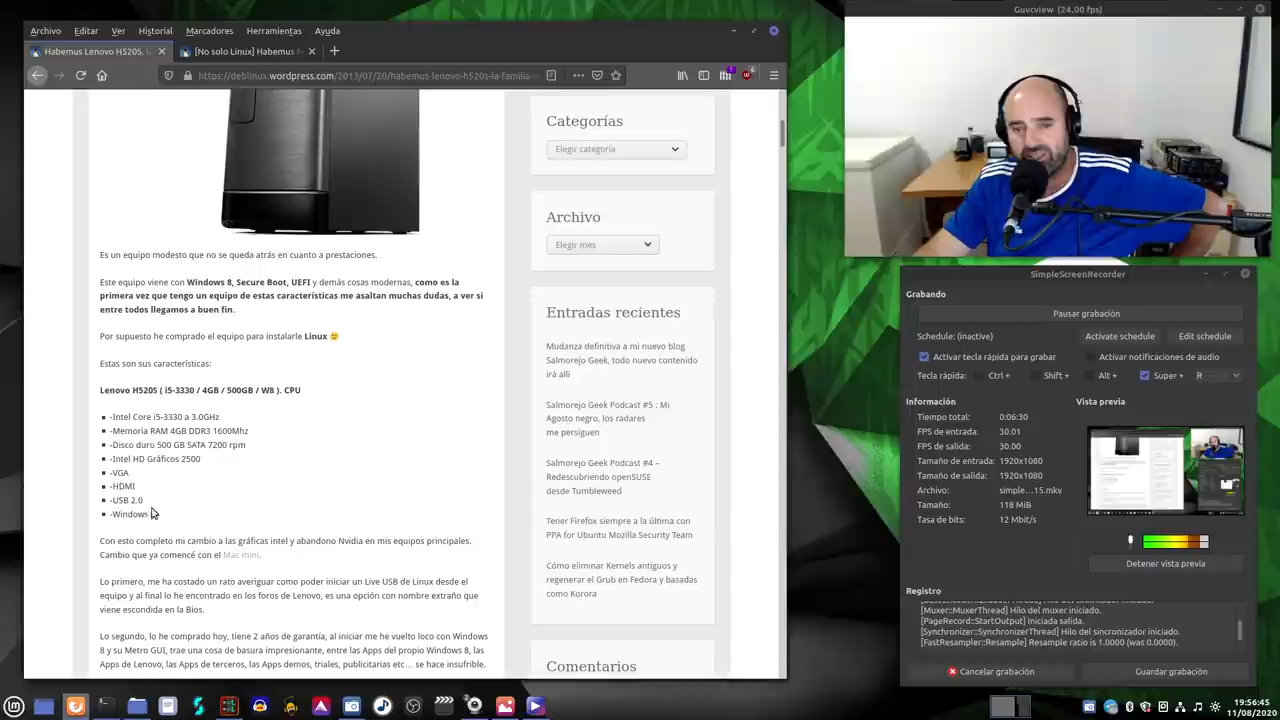 Archivo Editar Ver Historial Marcadores Herramientas Ayuda
Habemus Lenovo H520S, l
[No solo Linux] Habemus N
https://deblinux.wordpress.com/2013/07/20/habemus-lenovo-h520s-la-familia-
Es un equipo modesto que no se queda atrás en cuanto a prestaciones.
Este equipo viene con Windows 8, Secure Boot, UEFI y demás cosas modernas, como es la
primera vez que tengo un equipo de estas características me asaltan muchas dudas, a ver si
entre todos llegamos a buen fin.
Por supuesto he comprado el equipo para instalarle Linux 🙂
Estas son sus características:
Lenovo H520S ( i5-3330 / 4GB / 500GB / W8 ). CPU
-Intel Core i5-3330 a 3.0GHz
-Memoria RAM 4GB DDR3 1600Mhz
-Disco duro 500 GB SATA 7200 rpm
-Intel HD Gráficos 2500
-VGA
-HDMI
-USB 2.0
-Windows
Con esto completo mi cambio a las gráficas intel y abandono Nvidia en mis equipos principales.
Cambio que ya comencé con el Mac mini.
Lo primero, me ha costado un rato averiguar como poder iniciar un Live USB de Linux desde el
equipo y al final lo he encontrado en los foros de Lenovo, es una opción con nombre extraño que
viene escondida en la Bios.
Lo segundo, lo he comprado hoy, tiene 2 años de garantía, al iniciar me he vuelto loco con Windows
8 y su Metro GUI, trae una cosa de basura impresionante, entre las Apps del propio Windows 8, las
Apps de Lenovo, las Apps de terceros, las Apps demos, triales, publicitarias etc… se hace insufrible.
Categorías
Elegir categoría
Archivo
Elegir mes
Entradas recientes
Mudanza definitiva a mi nuevo blog
Salmorejo Geek, todo nuevo contenido
irá allí
Salmorejo Geek Podcast #5 : Mi
Agosto negro, los radares
me persiguen
Salmorejo Geek Podcast #4 –
Redescubriendo openSUSE
desde Tumbleweed
Tener Firefox siempre a la última con
PPA for Ubuntu Mozilla Security Team
Cómo eliminar Kernels antiguos y
regenerar el Grub en Fedora y basadas
como Korora
Comentarios
Guvcview (24,00 fps)
SimpleScreenRecorder
Grabando
Pausar grabación
Schedule: (inactive)
Activate schedule
Edit schedule
Activar tecla rápida para grabar
Activar notificaciones de audio
Tecla rápida:
Ctrl +
Shift +
Alt +
Super +
R
Información
Tiempo total: 0:06:30
FPS de entrada: 30.01
FPS de salida: 30.00
Tamaño de entrada: 1920x1080
Tamaño de salida: 1920x1080
Archivo: simple…15.mkv
Tamaño: 118 MiB
Tasa de bits: 12 Mbit/s
Vista previa
Detener vista previa
Registro
[Muxer::MuxerThread] Hilo del muxer iniciado.
[PageRecord::StartOutput] Iniciada salida.
[Synchronizer::SynchronizerThread] Hilo del sincronizador iniciado.
[FastResampler::Resample] Resample ratio is 1.0000 (was 0.0000).
Cancelar grabación
Guardar grabación
19:56:45
11/08/2020